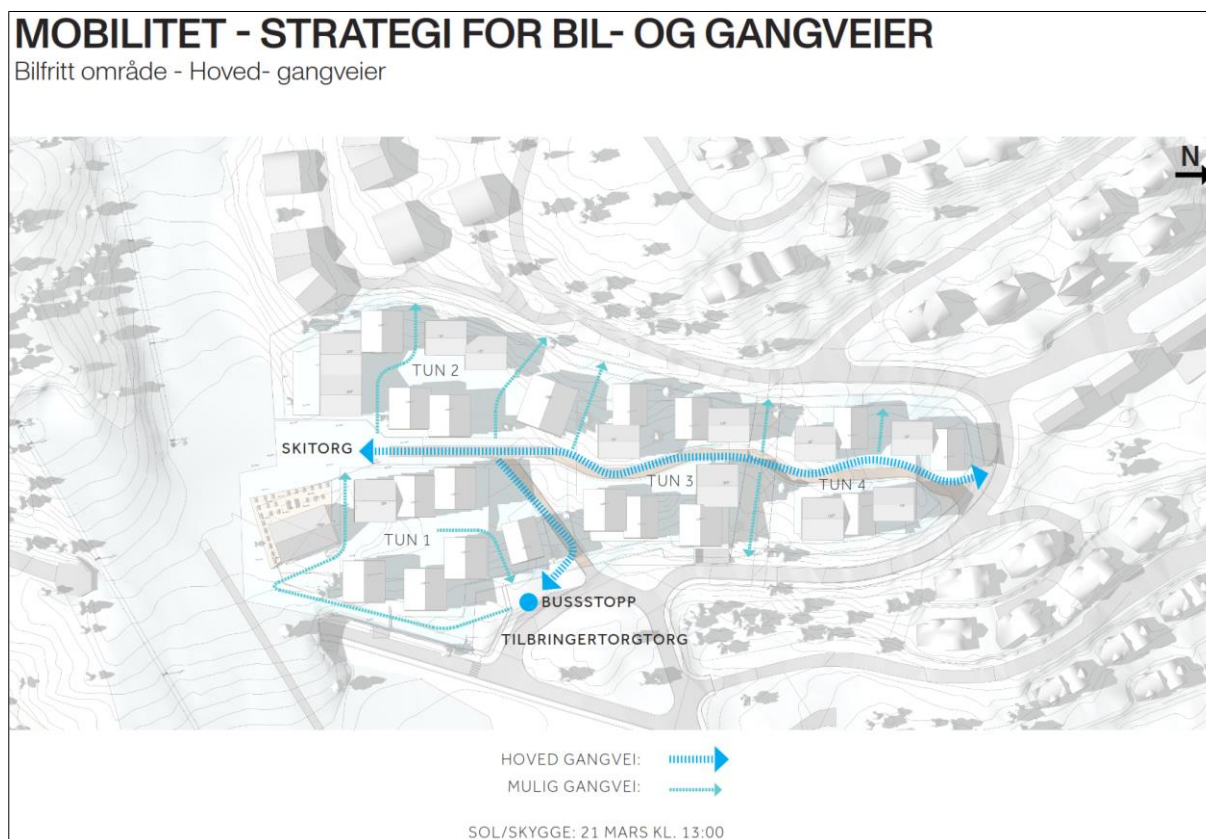 MOBILITET - STRATEGI FOR BIL- OG GANGVEIER
Bilfritt område - Hoved- gangveier
N
TUN 2
SKITORG
TUN 3
TUN 4
TUN 1
BUSSSTOPP
TILBRINGERTORGTORG
HOVED GANGVEI:
MULIG GANGVEI:
SOL/SKYGGE: 21 MARS KL. 13:00